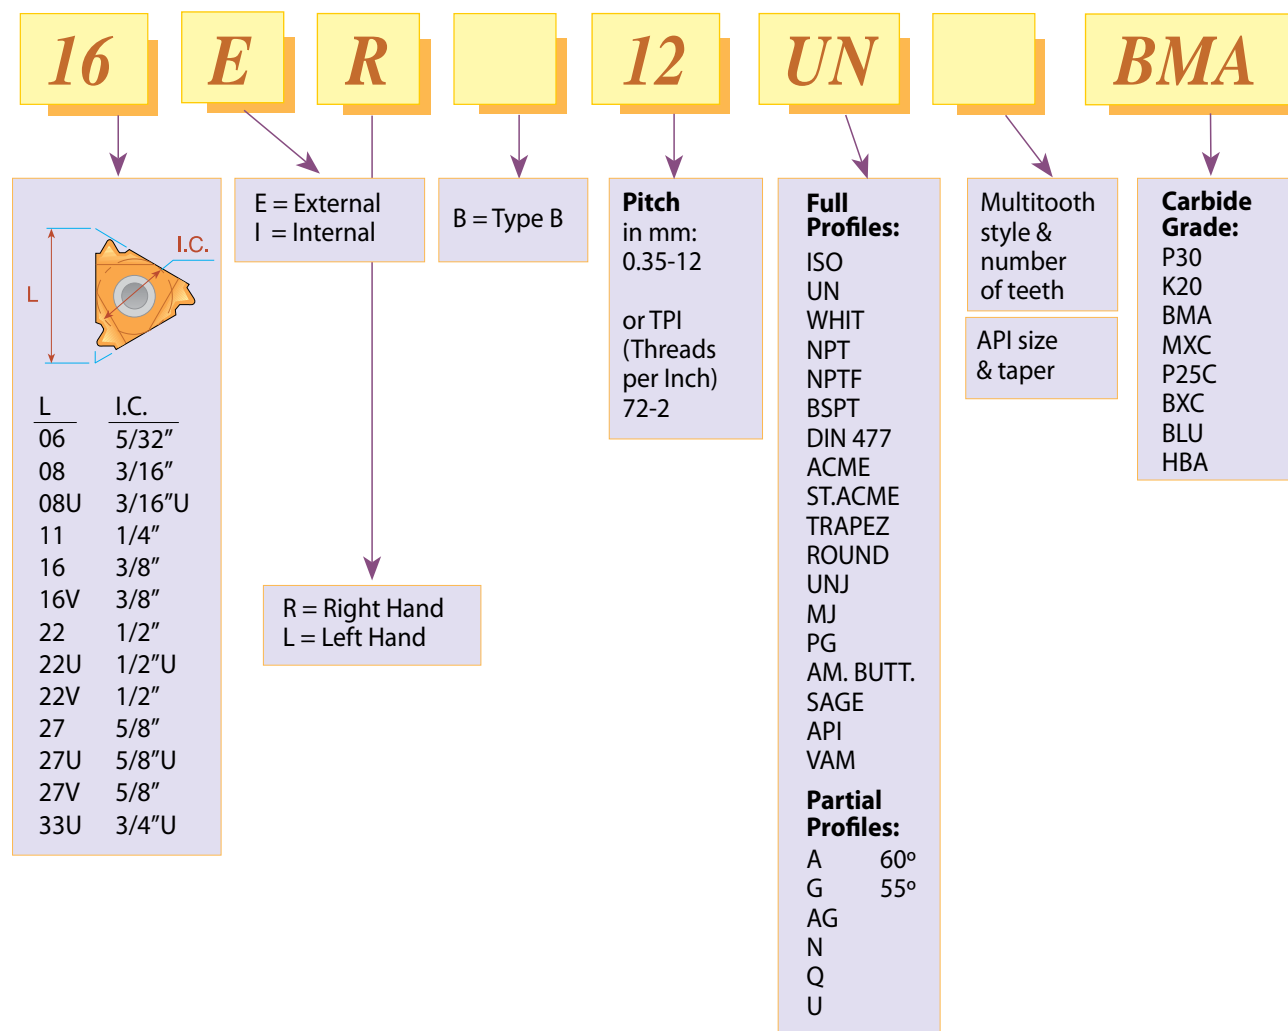 16 E R 12 UN BMA
L
I.C.
L I.C.
06 5/32”
08 3/16”
08U 3/16”U
11 1/4”
16 3/8”
16V 3/8”
22 1/2”
22U 1/2”U
22V 1/2”
27 5/8”
27U 5/8”U
27V 5/8”
33U 3/4”U
E = External
I = Internal
R = Right Hand
L = Left Hand
B = Type B
Pitch
in mm:
0.35-12
or TPI
(Threads
per Inch)
72-2
Full
Profiles:
ISO
UN
WHIT
NPT
NPTF
BSPT
DIN 477
ACME
ST.ACME
TRAPEZ
ROUND
UNJ
MJ
PG
AM. BUTT.
SAGE
API
VAM
Partial
Profiles:
A 60º
G 55º
AG
N
Q
U
Multitooth
style &
number
of teeth
API size
& taper
Carbide
Grade:
P30
K20
BMA
MXC
P25C
BXC
BLU
HBA